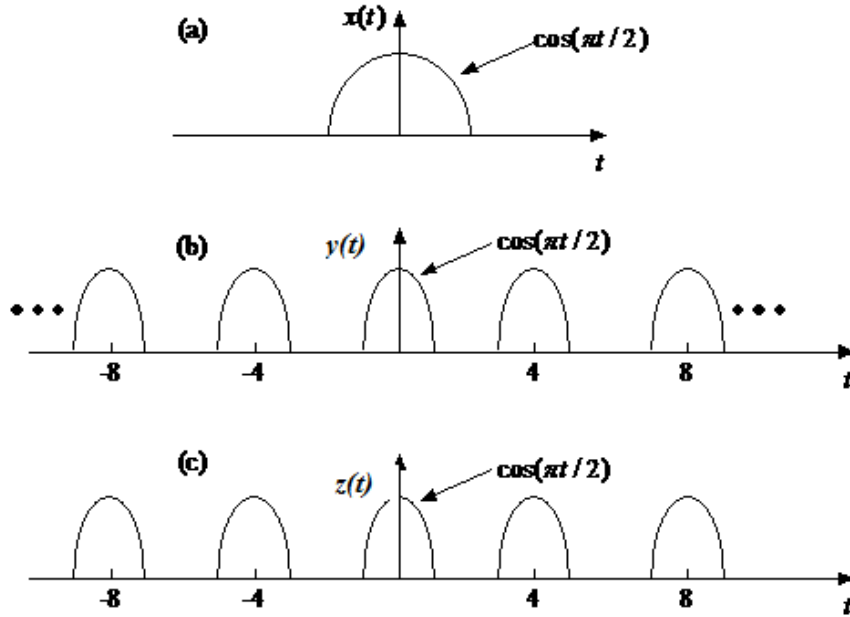 (a) x(t)
cos(πt/2)
t
(b) y(t) cos(πt/2)
-8 -4 4 8 t
(c) z(t) cos(πt/2)
-8 -4 4 8 t